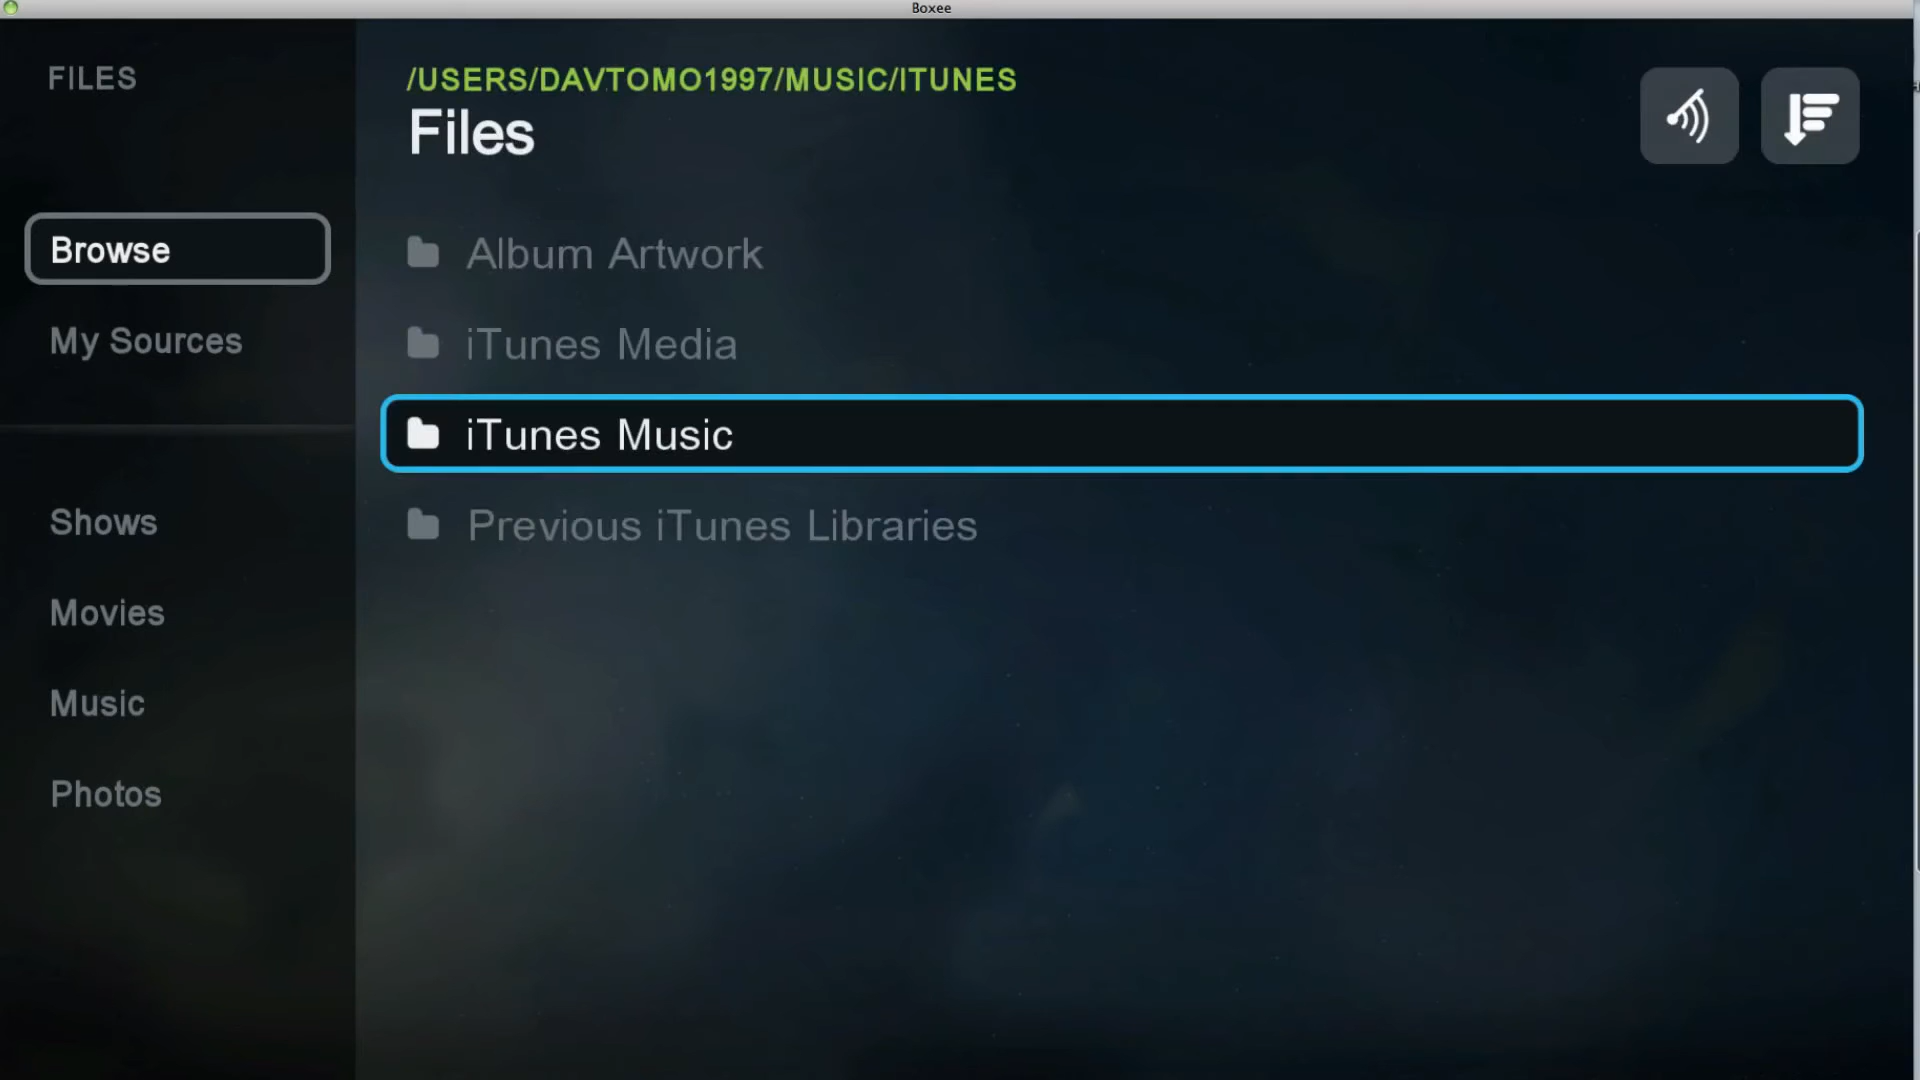 Boxee
FILES
Browse
My Sources
Shows
Movies
Music
Photos
/USERS/DAVTOMO1997/MUSIC/ITUNES
Files
Album Artwork
iTunes Media
iTunes Music
Previous iTunes Libraries